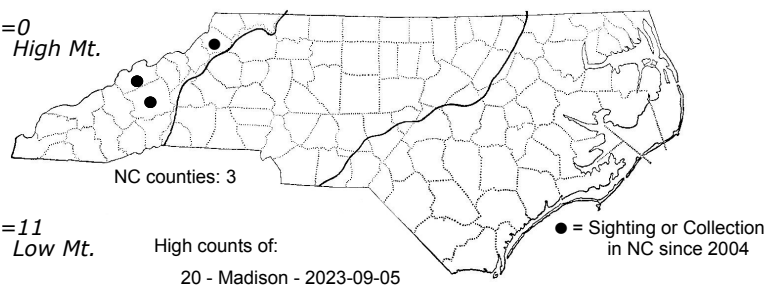 =0
High Mt.
NC counties: 3
=11
Low Mt.
High counts of:
20 - Madison - 2023-09-05
● = Sighting or Collection
in NC since 2004